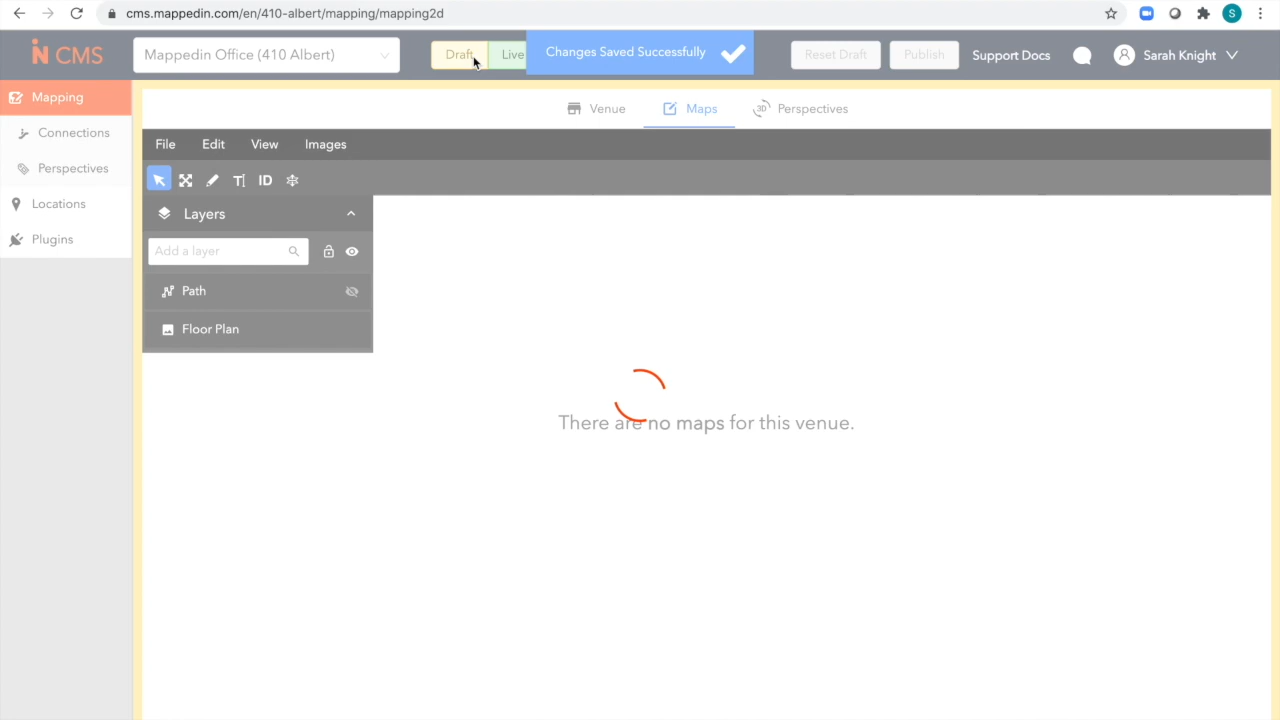 cms.mappedin.com/en/410-albert/mapping/mapping2d
S
IN CMS
Mappedin Office (410 Albert)
Draft
Live
Changes Saved Successfully
Reset Draft
Publish
Support Docs
Sarah Knight
Mapping
Connections
Perspectives
Locations
Plugins
Venue
Maps
3D Perspectives
File Edit View Images
T ID
Layers
Add a layer
Path
Floor Plan
There are no maps for this venue.